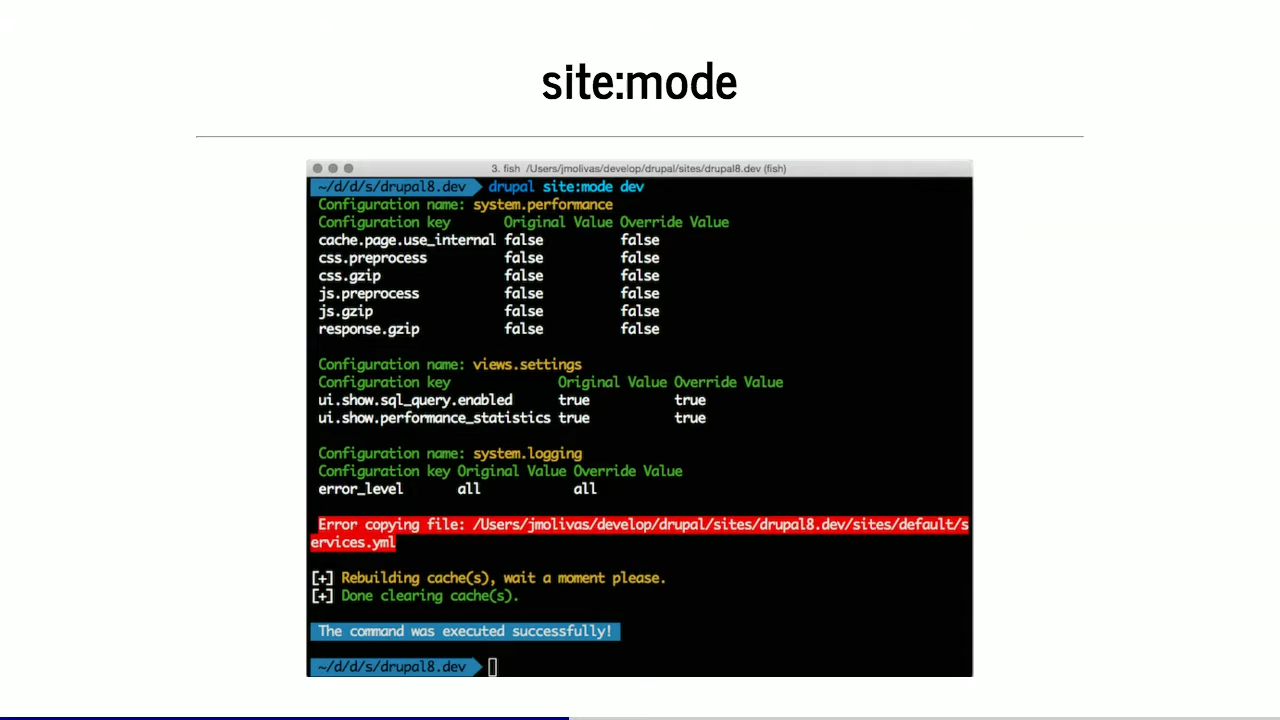 site:mode
3. fish /Users/jmolivas/develop/drupal/sites/drupal8.dev (fish)
~/d/d/s/drupal8.dev drupal site:mode dev
Configuration name: system.performance
Configuration key Original Value Override Value
cache.page.use_internal false false
css.preprocess false false
css.gzip false false
js.preprocess false false
js.gzip false false
response.gzip false false
Configuration name: views.settings
Configuration key Original Value Override Value
ui.show.sql_query.enabled true true
ui.show.performance_statistics true true
Configuration name: system.logging
Configuration key Original Value Override Value
error_level all all
Error copying file: /Users/jmolivas/develop/drupal/sites/drupal8.dev/sites/default/s
ervices.yml
[+] Rebuilding cache(s), wait a moment please.
[+] Done clearing cache(s).
The command was executed successfully!
~/d/d/s/drupal8.dev